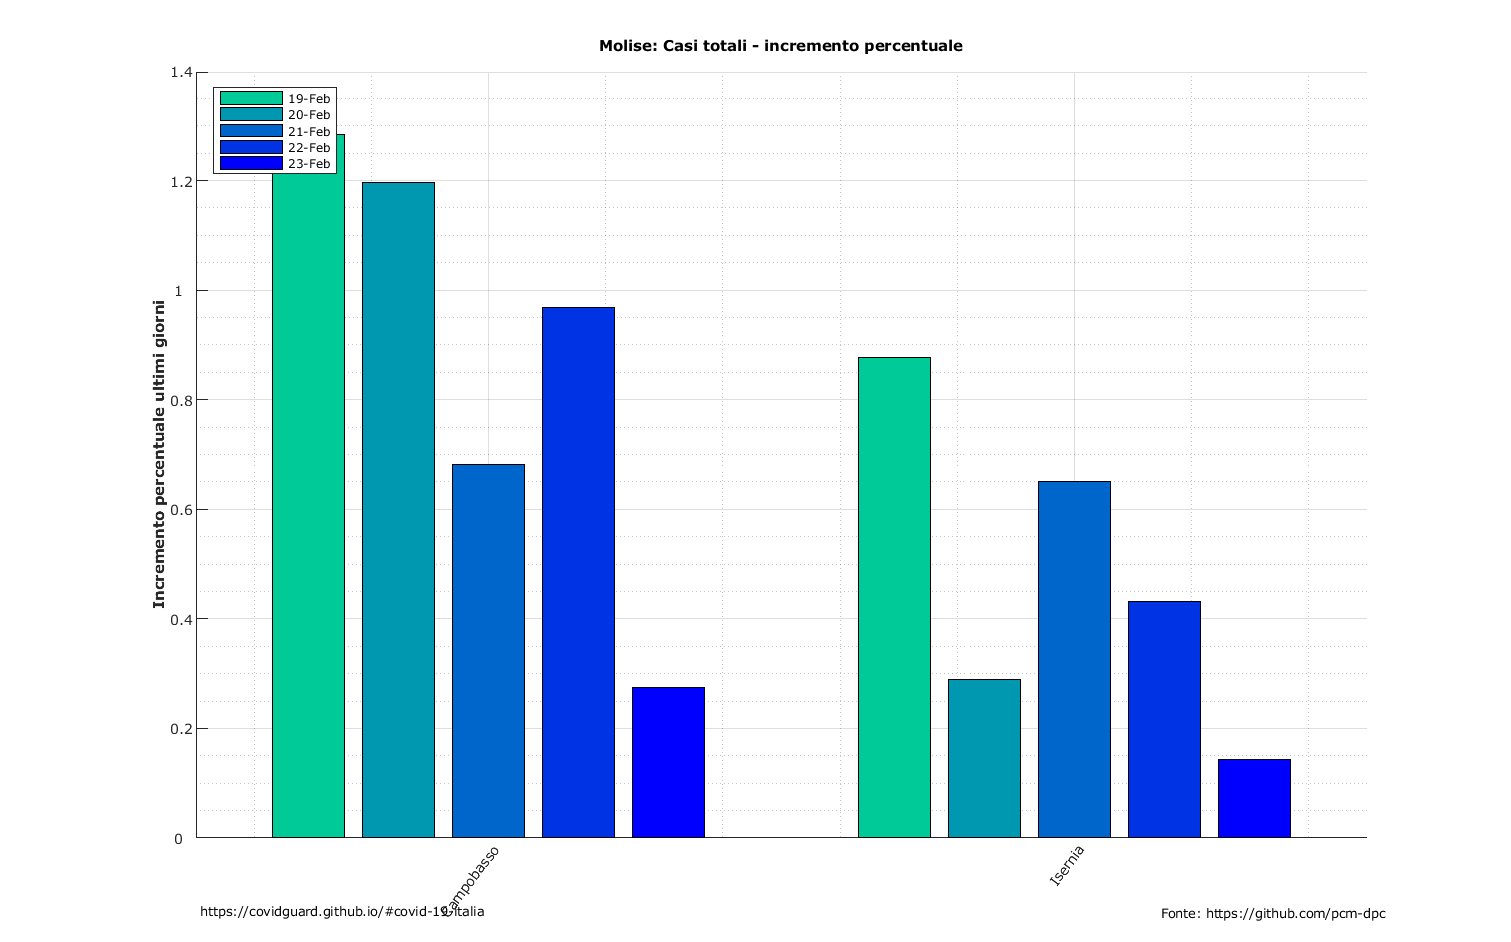 Molise: Casi totali - incremento percentuale
19-Feb
20-Feb
21-Feb
22-Feb
23-Feb
Incremento percentuale ultimi giorni
1.4
1.2
1
0.8
0.6
0.4
0.2
0
Campobasso
Isernia
https://covidguard.github.io/#covid-19-italia
Fonte: https://github.com/pcm-dpc